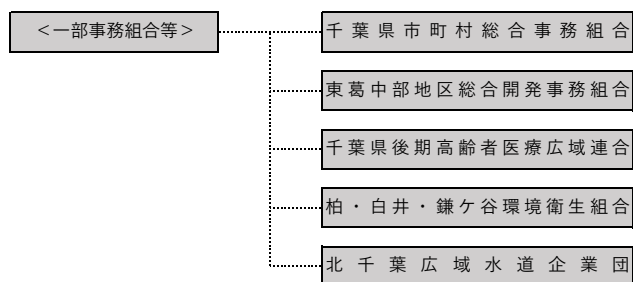 ＜一部事務組合等＞
千葉県市町村総合事務組合
東葛中部地区総合開発事務組合
千葉県後期高齢者医療広域連合
柏・白井・鎌ケ谷環境衛生組合
北千葉広域水道企業団